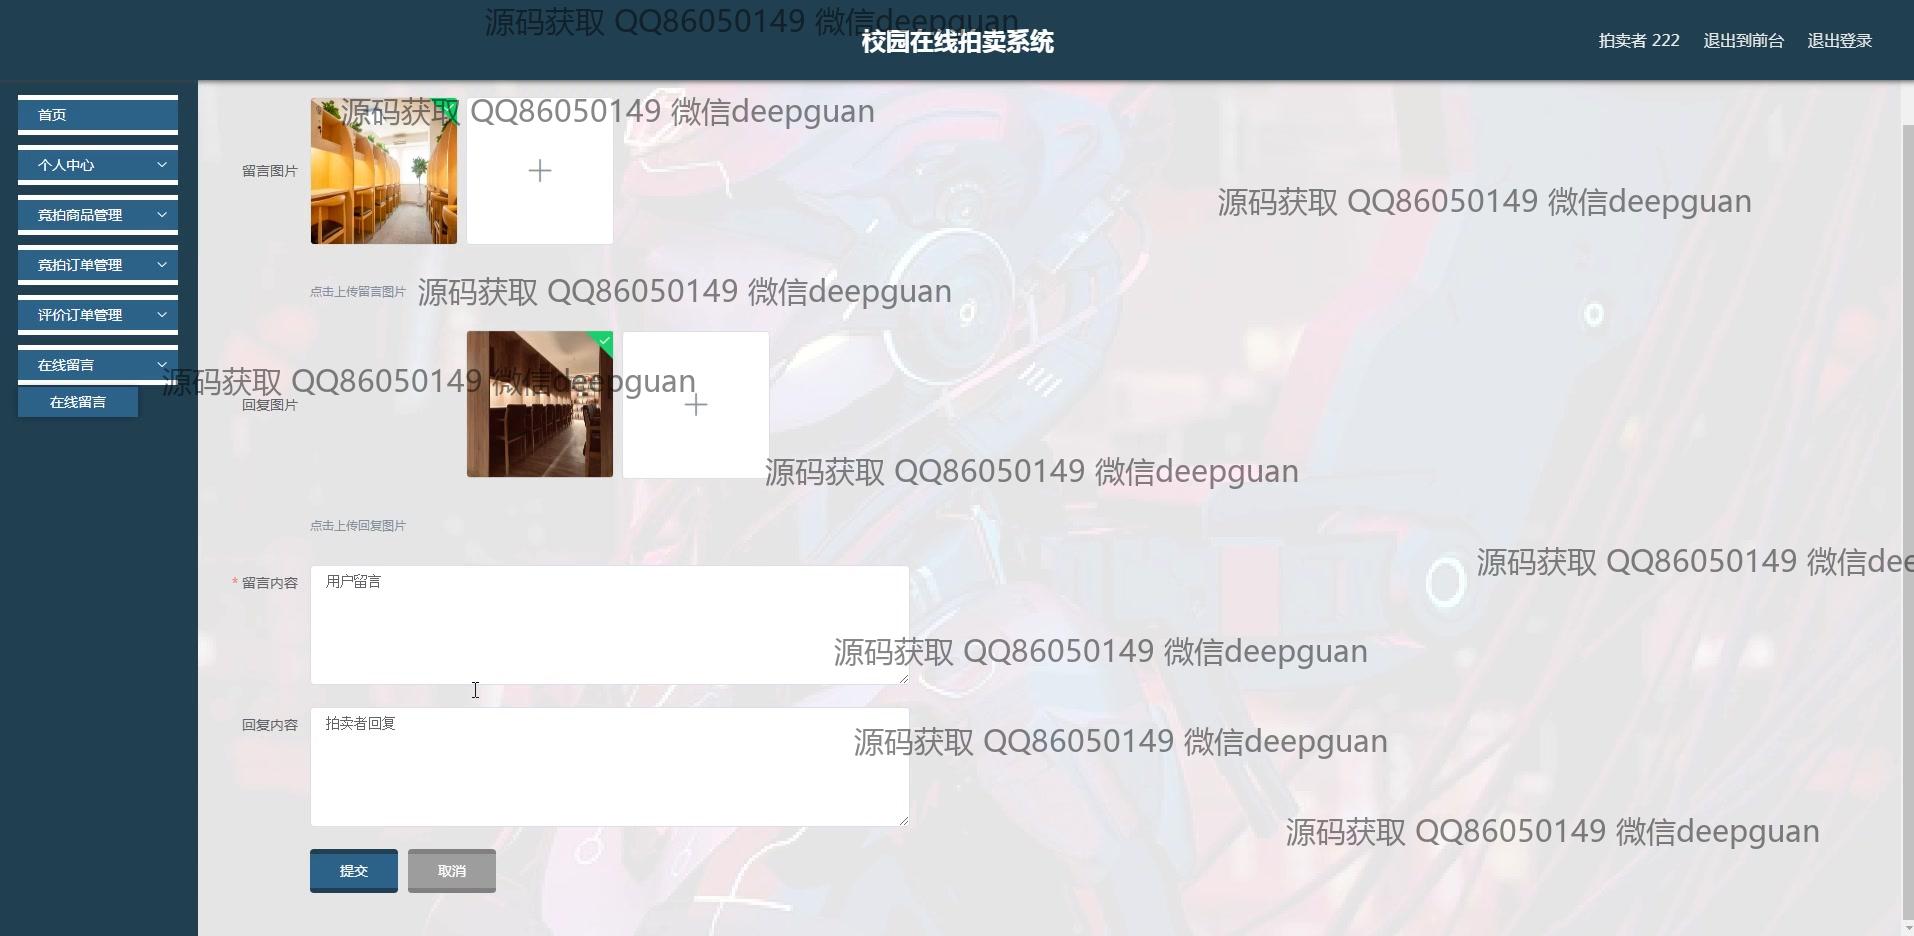 源码获取 QQ86050149 微信deepguan
校园在线拍卖系统
拍卖者 222
退出到前台
退出登录
首页
个人中心
竞拍商品管理
竞拍订单管理
评价订单管理
在线留言
在线留言
源码获取 QQ86050149 微信deepguan
留言图片
源码获取 QQ86050149 微信deepguan
点击上传留言图片
源码获取 QQ86050149 微信deepguan
源码获取 QQ86050149 微信deepguan
回复图片
源码获取 QQ86050149 微信deepguan
点击上传回复图片
源码获取 QQ86050149 微信dee
* 留言内容
用户留言
源码获取 QQ86050149 微信deepguan
回复内容
拍卖者回复
源码获取 QQ86050149 微信deepguan
源码获取 QQ86050149 微信deepguan
提交
取消